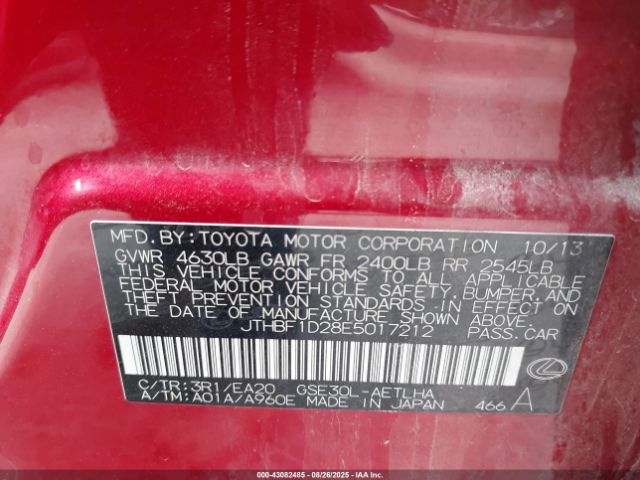 MFD. BY: TOYOTA MOTOR CORPORATION 10/13
GVWR 4630LB GAWR FR 2400LB RR 2545LB
THIS VEHICLE CONFORMS TO ALL APPLICABLE
FEDERAL MOTOR VEHICLE SAFETY, BUMPER, AND
THEFT PREVENTION STANDARDS IN EFFECT ON
THE DATE OF MANUFACTURE SHOWN ABOVE.
JTHBF1D28E5017212 PASS.CAR
C/TR:3R1/EA20 GSE30L-AETLHA
A/TM:A01A/A960E MADE IN JAPAN 466 A
000-43082485 - 08/26/2025 - IAA Inc.